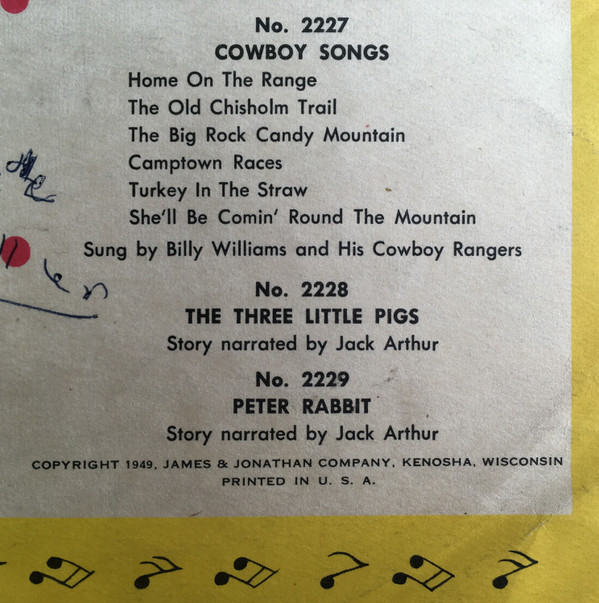 No. 2227
COWBOY SONGS
Home On The Range
The Old Chisholm Trail
The Big Rock Candy Mountain
Camptown Races
Turkey In The Straw
She'll Be Comin' Round The Mountain
Sung by Billy Williams and His Cowboy Rangers
No. 2228
THE THREE LITTLE PIGS
Story narrated by Jack Arthur
No. 2229
PETER RABBIT
Story narrated by Jack Arthur
COPYRIGHT 1949, JAMES & JONATHAN COMPANY, KENOSHA, WISCONSIN
PRINTED IN U. S. A.